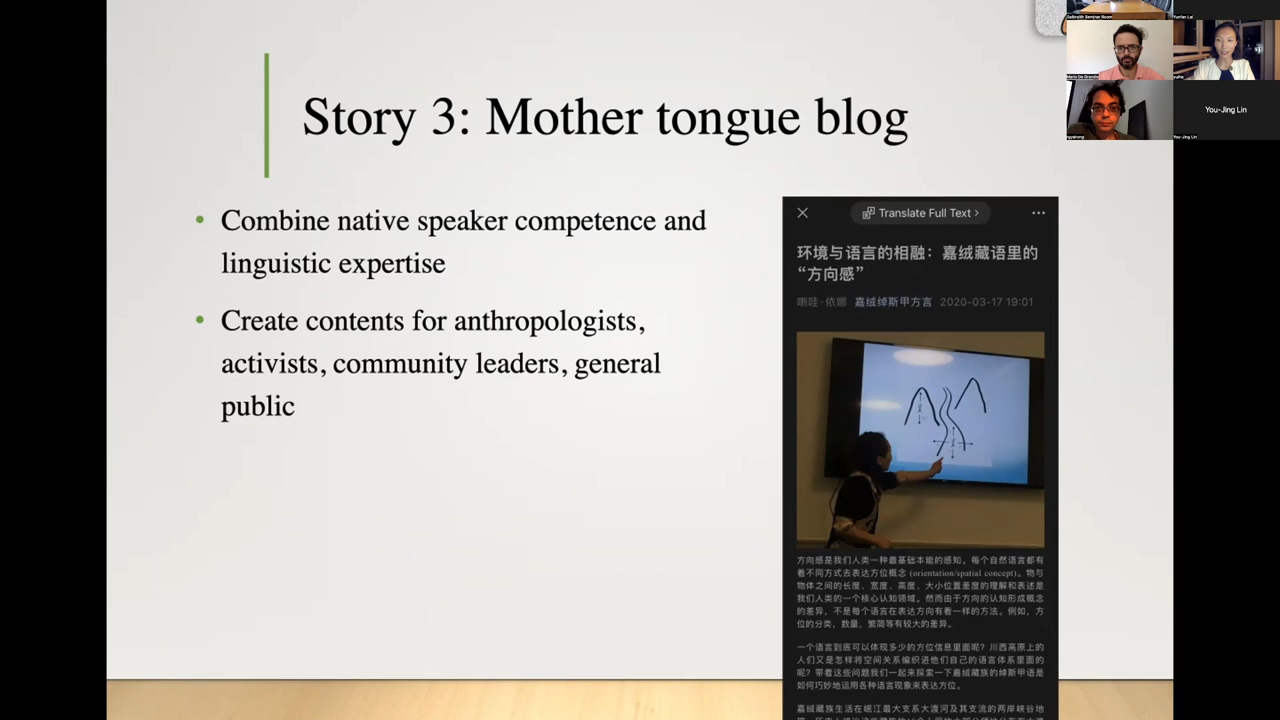 Story 3: Mother tongue blog
• Combine native speaker competence and
linguistic expertise
• Create contents for anthropologists,
activists, community leaders, general
public
Translate Full Text ›
环境与语言的相融：嘉绒藏语里的
“方向感”
喇哇·依娜 嘉绒绰斯甲方言 2020-03-17 19:01
方向感是我们人类一种最基础本能的感知。每个自然语言都有
着不同方式去表达方位概念 (orientation/spatial concept)。物与
物体之间的长度、宽度、高度、大小位置差度的理解和表述是
我们人类的一个核心认知领域。然而由于方向的认知形成概念
的差异，不是每个语言在表达方向有着一样的方法。例如，方
位的分类，数量，繁简等有较大的差异。
一个语言到底可以体现多少的方位信息里面呢？川西高原上的
人们又是怎样将空间关系编织进他们自己的语言体系里面的
呢？带着这些问题我们一起来探索一下嘉绒藏族的绰斯甲语是
如何巧妙地运用各种语言现象来表达方位。
嘉绒藏族生活在岷江最大支系大渡河及其支流的两岸峡谷地
Galbraith Seminar Room
Yunfan Lai
Mario De Grandis
You-Jing Lin
You-Jing Lin